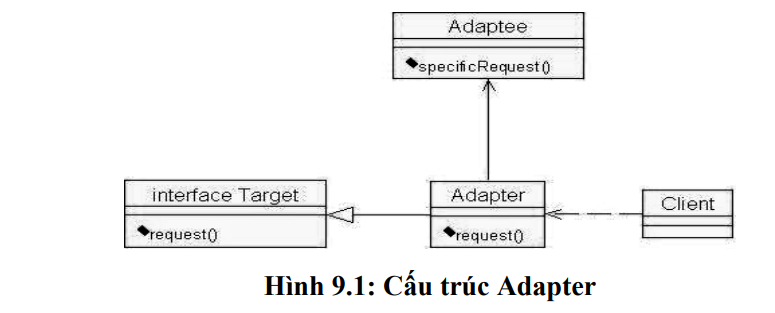 Adaptee
specificRequest()
interface Target
request()
Adapter
request()
Client
Hình 9.1: Cấu trúc Adapter